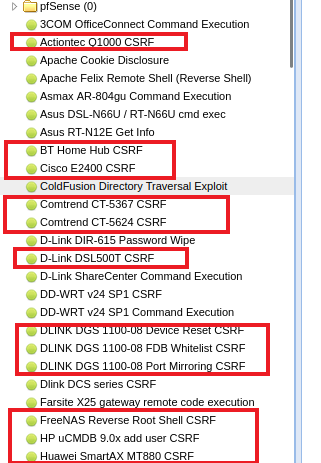 pfSense (0)
3COM OfficeConnect Command Execution
Actiontec Q1000 CSRF
Apache Cookie Disclosure
Apache Felix Remote Shell (Reverse Shell)
Asmax AR-804gu Command Execution
Asus DSL-N66U / RT-N66U cmd exec
Asus RT-N12E Get Info
BT Home Hub CSRF
Cisco E2400 CSRF
ColdFusion Directory Traversal Exploit
Comtrend CT-5367 CSRF
Comtrend CT-5624 CSRF
D-Link DIR-615 Password Wipe
D-Link DSL500T CSRF
D-Link ShareCenter Command Execution
DD-WRT v24 SP1 CSRF
DD-WRT v24 SP1 Command Execution
DLINK DGS 1100-08 Device Reset CSRF
DLINK DGS 1100-08 FDB Whitelist CSRF
DLINK DGS 1100-08 Port Mirroring CSRF
Dlink DCS series CSRF
Farsite X25 gateway remote code execution
FreeNAS Reverse Root Shell CSRF
HP uCMDB 9.0x add user CSRF
Huawei SmartAX MT880 CSRF